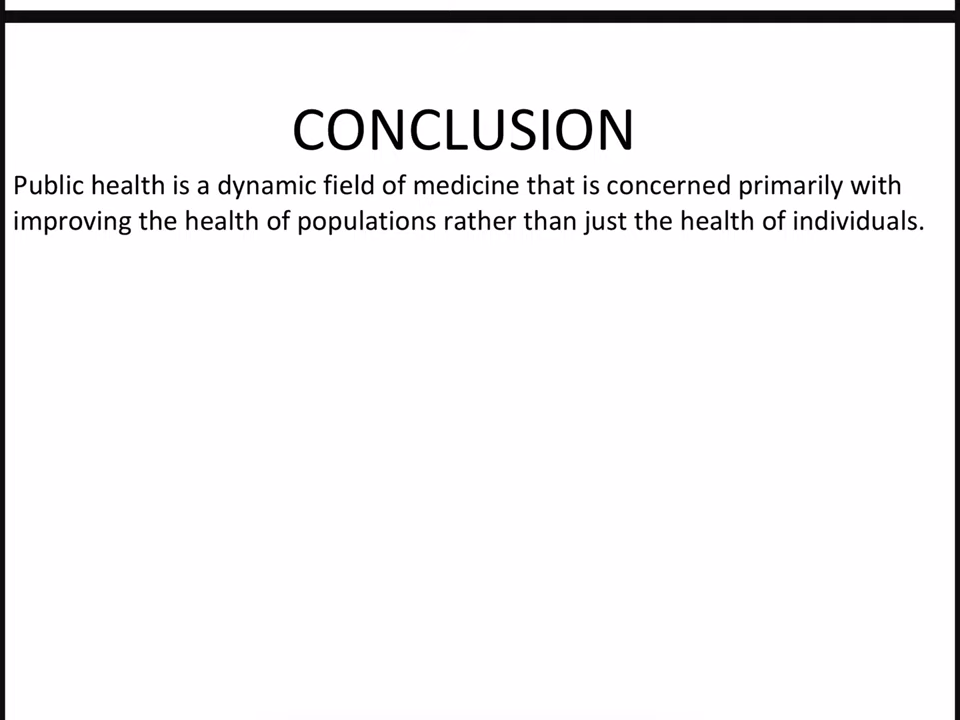 CONCLUSION
Public health is a dynamic field of medicine that is concerned primarily with
improving the health of populations rather than just the health of individuals.